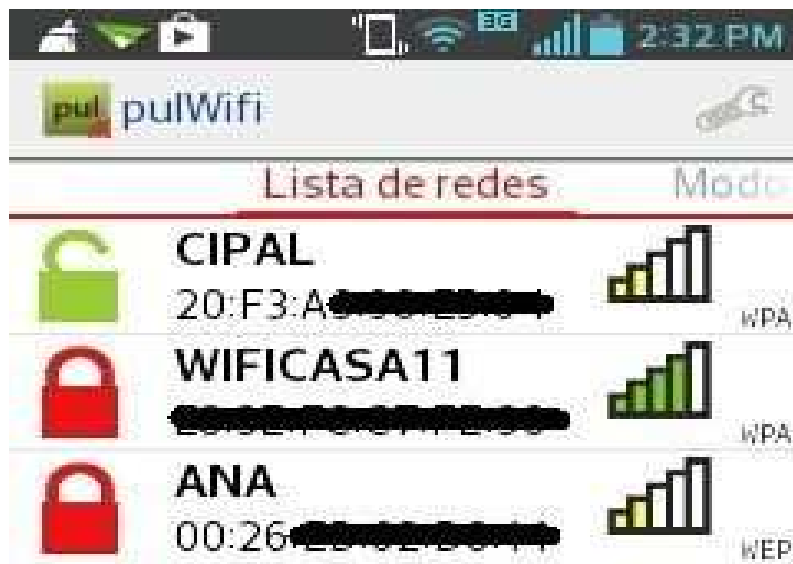 3G 2:32 PM
pul pulWifi
Lista de redes Modo
CIPAL
20:F3:A
WPA
WIFICASA11
WPA
ANA
00:26
WEP